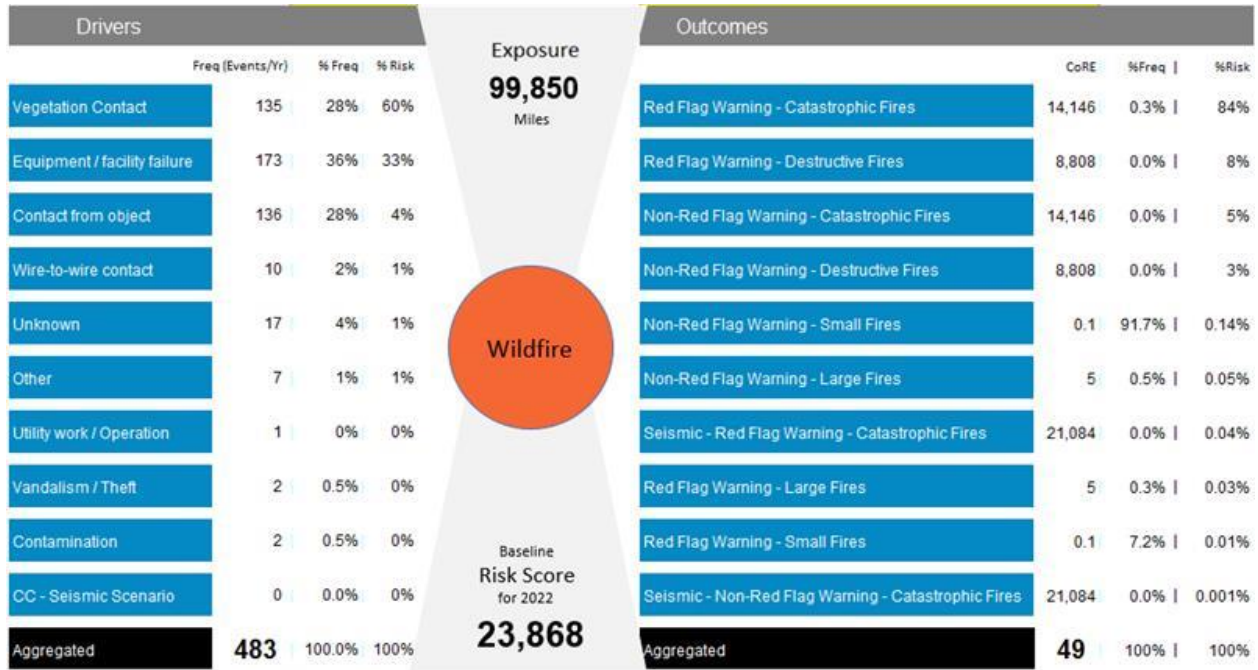 Drivers
Freq (Events/Yr) % Freq % Risk
Vegetation Contact 135 28% 60%
Equipment / facility failure 173 36% 33%
Contact from object 136 28% 4%
Wire-to-wire contact 10 2% 1%
Unknown 17 4% 1%
Other 7 1% 1%
Utility work / Operation 1 0% 0%
Vandalism / Theft 2 0.5% 0%
Contamination 2 0.5% 0%
CC - Seismic Scenario 0 0.0% 0%
Aggregated 483 100.0% 100%
Exposure
99,850
Miles
Wildfire
Baseline
Risk Score
for 2022
23,868
Outcomes
CoRE %Freq | %Risk
Red Flag Warning - Catastrophic Fires 14,146 0.3% | 84%
Red Flag Warning - Destructive Fires 8,808 0.0% | 8%
Non-Red Flag Warning - Catastrophic Fires 14,146 0.0% | 5%
Non-Red Flag Warning - Destructive Fires 8,808 0.0% | 3%
Non-Red Flag Warning - Small Fires 0.1 91.7% | 0.14%
Non-Red Flag Warning - Large Fires 5 0.5% | 0.05%
Seismic - Red Flag Warning - Catastrophic Fires 21,084 0.0% | 0.04%
Red Flag Warning - Large Fires 5 0.3% | 0.03%
Red Flag Warning - Small Fires 0.1 7.2% | 0.01%
Seismic - Non-Red Flag Warning - Catastrophic Fires 21,084 0.0% | 0.001%
Aggregated 49 100% | 100%